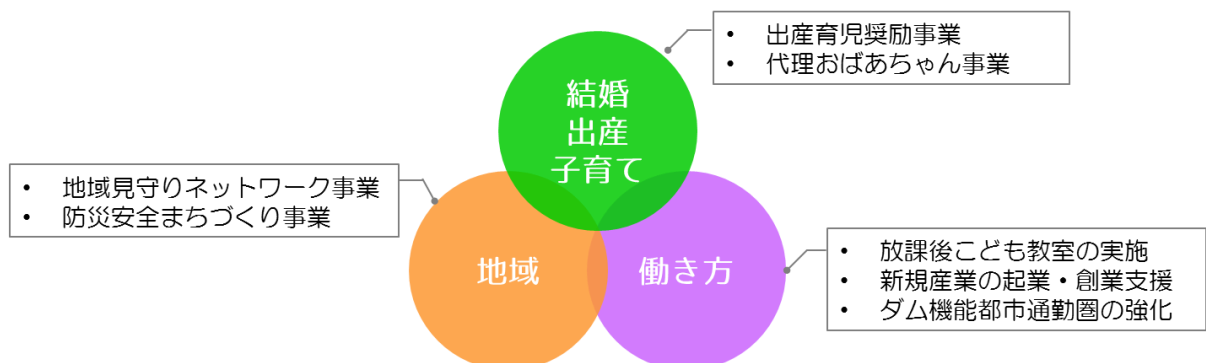 • 出産育児奨励事業
• 代理おばあちゃん事業
結婚
出産
子育て
• 地域見守りネットワーク事業
• 防災安全まちづくり事業
地域
働き方
• 放課後こども教室の実施
• 新規産業の起業・創業支援
• ダム機能都市通勤圏の強化